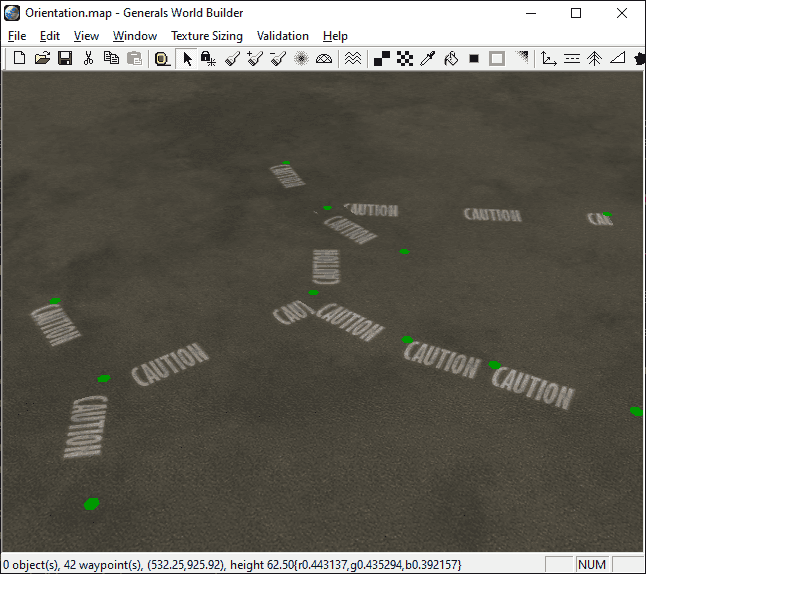 Orientation.map - Generals World Builder
File Edit View Window Texture Sizing Validation Help
CAUTION
CAUTION
CAUTION
CAU
CAUTION
CAUTION
CAUT
CAUTION
CAUTION
CAUTION
CAUTION
CAUTION
CAUTION
0 object(s), 42 waypoint(s), (532.25,925.92), height 62.50{r0.443137,g0.435294,b0.392157}
NUM